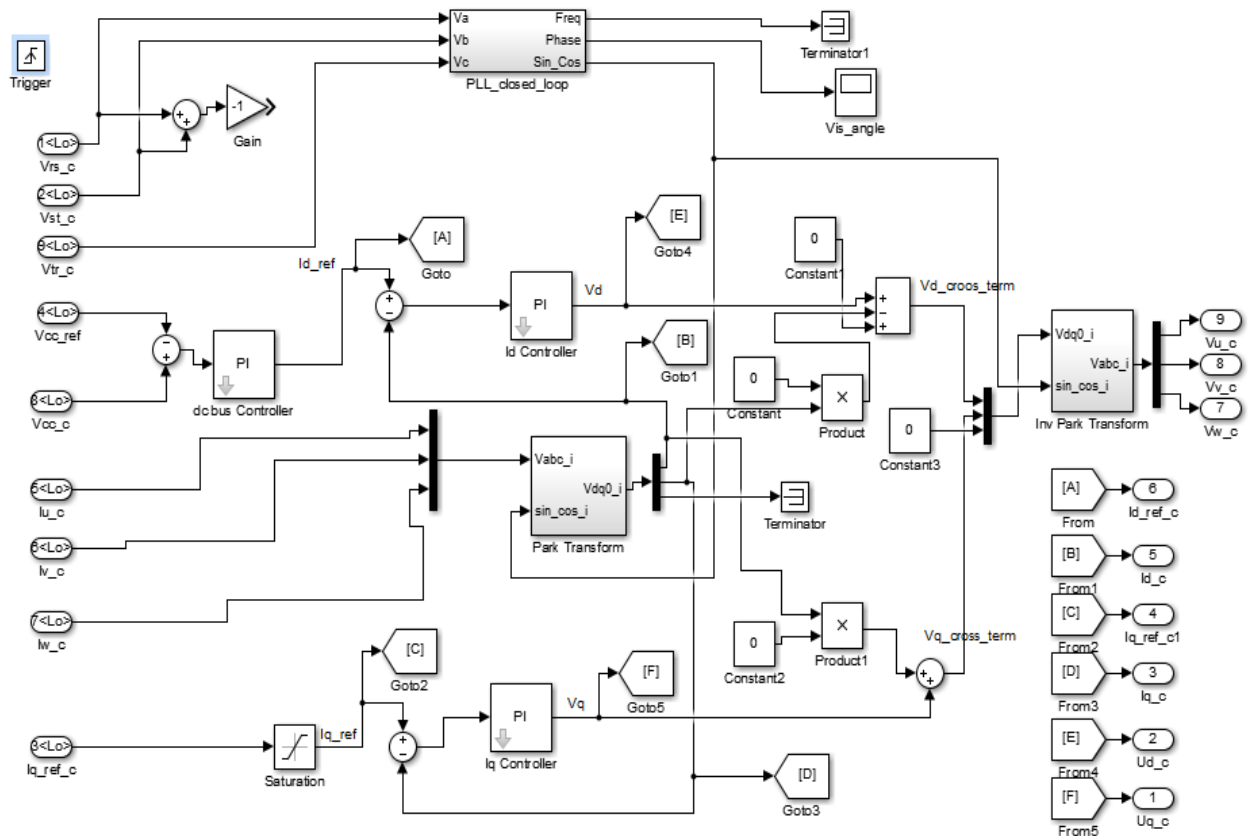 Va
Freq
Vb
Phase
Vc
Sin_Cos
PLL_closed_loop
Terminator1
Vis_angle
Trigger
-1
Gain
1<Lo>
Vrs_c
2<Lo>
Vst_c
9<Lo>
Vtr_c
[A]
Goto
Id_ref
[E]
Goto4
0
Constant1
PI
Id Controller
Vd
Vd_croos_term
4<Lo>
Vcc_ref
PI
dcbus Controller
8<Lo>
Vcc_c
[B]
Goto1
0
Constant
X
Product
0
Constant3
Vdq0_i
Vabc_i
sin_cos_i
Inv Park Transform
9
Vu_c
8
Vv_c
7
Vw_c
5<Lo>
Iu_c
6<Lo>
Iv_c
7<Lo>
Iw_c
Vabc_i
Vdq0_i
sin_cos_i
Park Transform
Terminator
0
Constant2
X
Product1
Vq_cross_term
[C]
Goto2
[F]
Goto5
3<Lo>
Iq_ref_c
Saturation
Iq_ref
PI
Iq Controller
Vq
[D]
Goto3
[A]
From
6
Id_ref_c
[B]
From1
5
Id_c
[C]
From2
4
Iq_ref_c1
[D]
From3
3
Iq_c
[E]
From4
2
Ud_c
[F]
From5
1
Uq_c